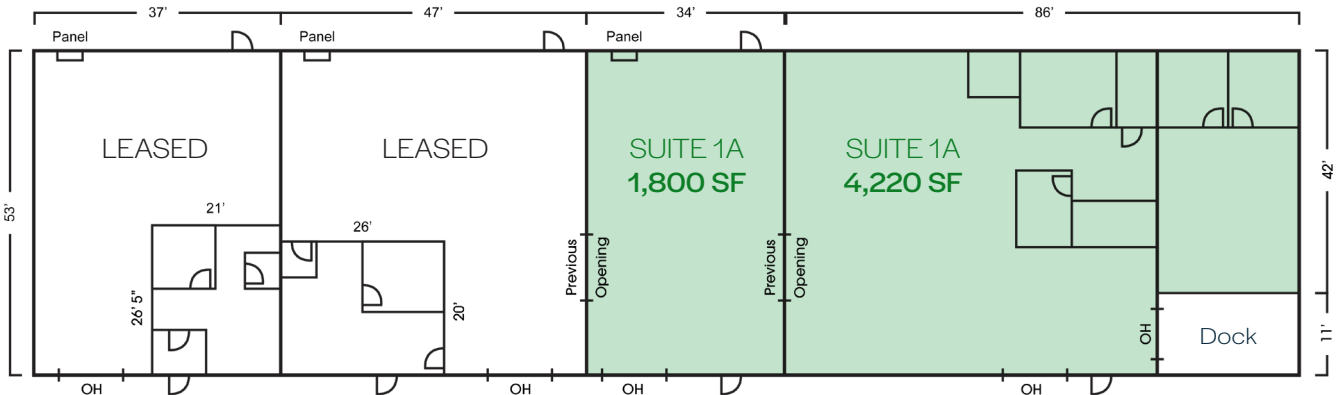 37'
47'
34'
86'
Panel
Panel
Panel
LEASED
LEASED
SUITE 1A
1,800 SF
SUITE 1A
4,220 SF
53'
42'
21'
26'
26' 5"
20'
Previous
Opening
Previous
Opening
OH
Dock
11'
OH
OH
OH
OH